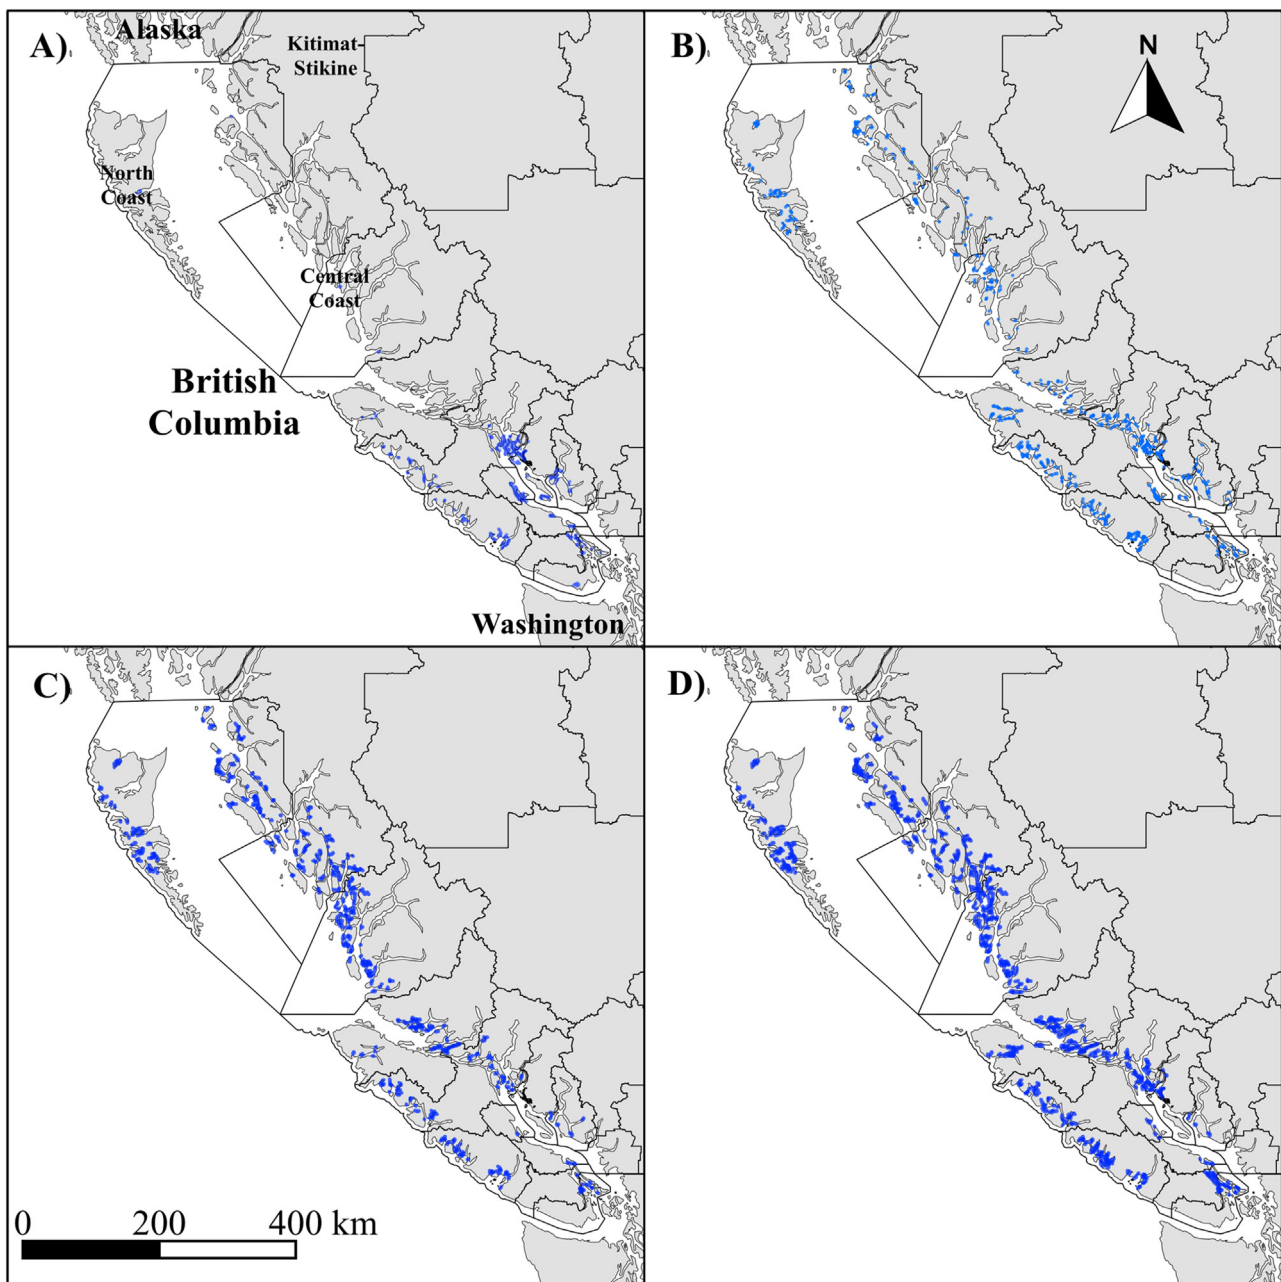 A)
Alaska
Kitimat-
Stikine
North
Coast
Central
Coast
British
Columbia
Washington
B)
N
C)
0 200 400 km
D)